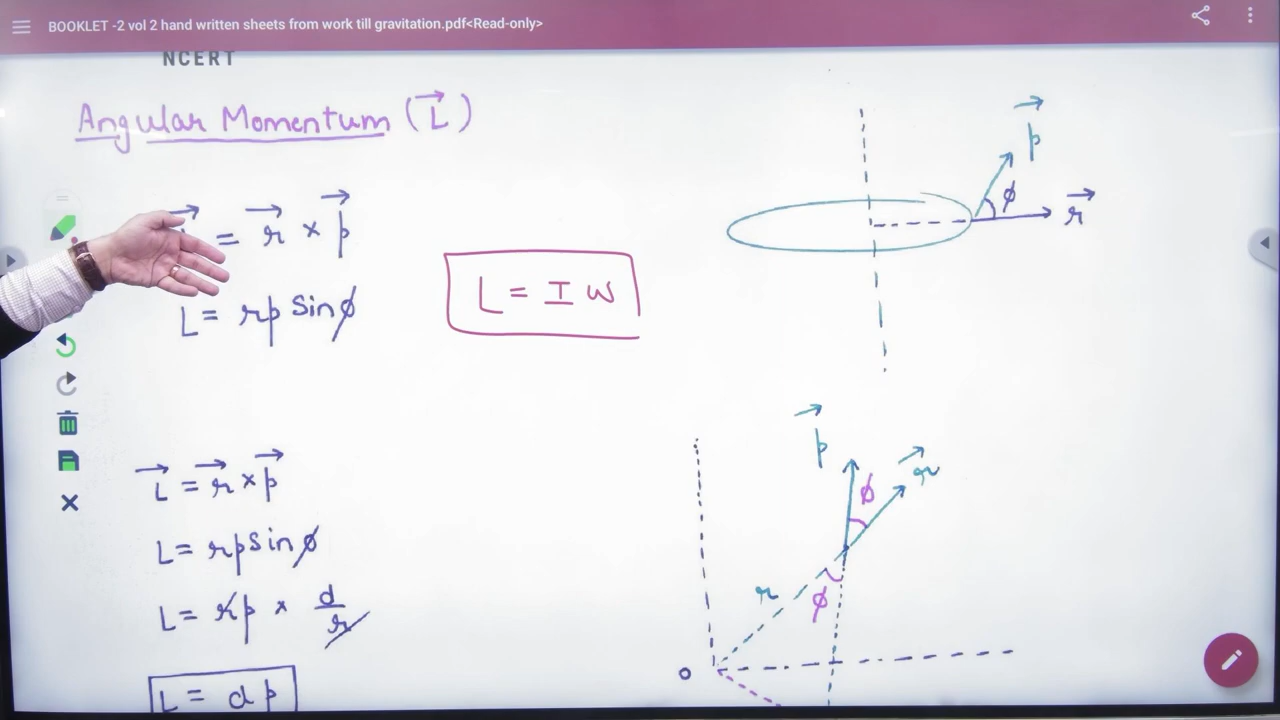 BOOKLET -2 vol 2 hand written sheets from work till gravitation.pdf<Read-only>
NCERT
Angular Momentum (L⃗)
= r⃗ × p⃗
L = rp Sinϕ
L = I ω
p⃗
ϕ
r⃗
L⃗ = r⃗ × p⃗
L = rp sinϕ
L = rp × d/r
L = dp
p⃗
r⃗
ϕ
r
ϕ
o